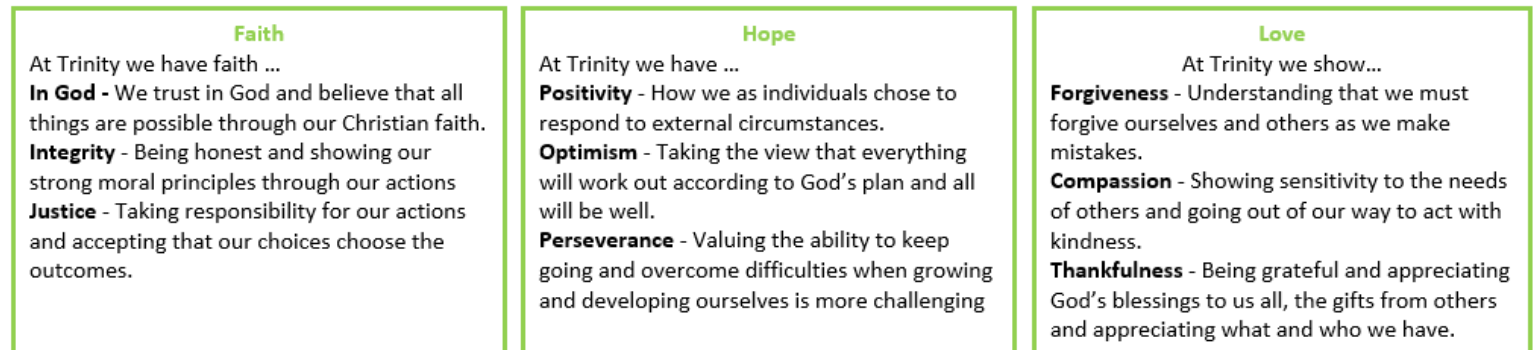 Faith
At Trinity we have faith …
In God - We trust in God and believe that all
things are possible through our Christian faith.
Integrity - Being honest and showing our
strong moral principles through our actions
Justice - Taking responsibility for our actions
and accepting that our choices choose the
outcomes.
Hope
At Trinity we have …
Positivity - How we as individuals chose to
respond to external circumstances.
Optimism - Taking the view that everything
will work out according to God’s plan and all
will be well.
Perseverance - Valuing the ability to keep
going and overcome difficulties when growing
and developing ourselves is more challenging
Love
At Trinity we show…
Forgiveness - Understanding that we must
forgive ourselves and others as we make
mistakes.
Compassion - Showing sensitivity to the needs
of others and going out of our way to act with
kindness.
Thankfulness - Being grateful and appreciating
God’s blessings to us all, the gifts from others
and appreciating what and who we have.